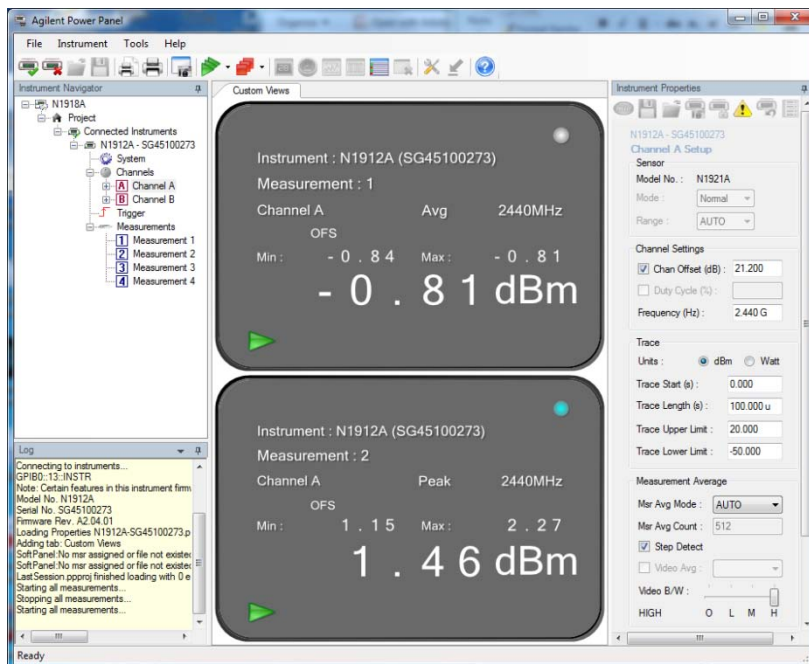 Agilent Power Panel
File Instrument Tools Help
Instrument Navigator
N1918A
Project
Connected Instruments
N1912A - SG45100273
System
Channels
A Channel A
B Channel B
Trigger
Measurements
1 Measurement 1
2 Measurement 2
3 Measurement 3
4 Measurement 4
Log
Connecting to instruments...
GPIB0::13::INSTR
Note: Certain features in this instrument firm
Model No. N1912A
Serial No. SG45100273
Firmware Rev. A2.04.01
Loading Properties N1912A-SG45100273.p
Adding tab: Custom Views
SoftPanel:No msr assigned or file not existed
SoftPanel:No msr assigned or file not existed
LastSession.ppproj finished loading with 0 e
Starting all measurements...
Stopping all measurements...
Starting all measurements...
Custom Views
Instrument : N1912A (SG45100273)
Measurement : 1
Channel A Avg 2440MHz
OFS
Min : -0.84 Max : -0.81
-0.81 dBm
Instrument : N1912A (SG45100273)
Measurement : 2
Channel A Peak 2440MHz
OFS
Min : 1.15 Max : 2.27
1.46 dBm
Instrument Properties
N1912A - SG45100273
Channel A Setup
Sensor
Model No. : N1921A
Mode : Normal
Range : AUTO
Channel Settings
Chan Offset (dB) : 21.200
Duty Cycle (%) :
Frequency (Hz) : 2.440 G
Trace
Units : dBm Watt
Trace Start (s) : 0.000
Trace Length (s) : 100.000 u
Trace Upper Limit : 20.000
Trace Lower Limit : -50.000
Measurement Average
Msr Avg Mode : AUTO
Msr Avg Count : 512
Step Detect
Video Avg :
Video B/W :
HIGH O L M H
Ready